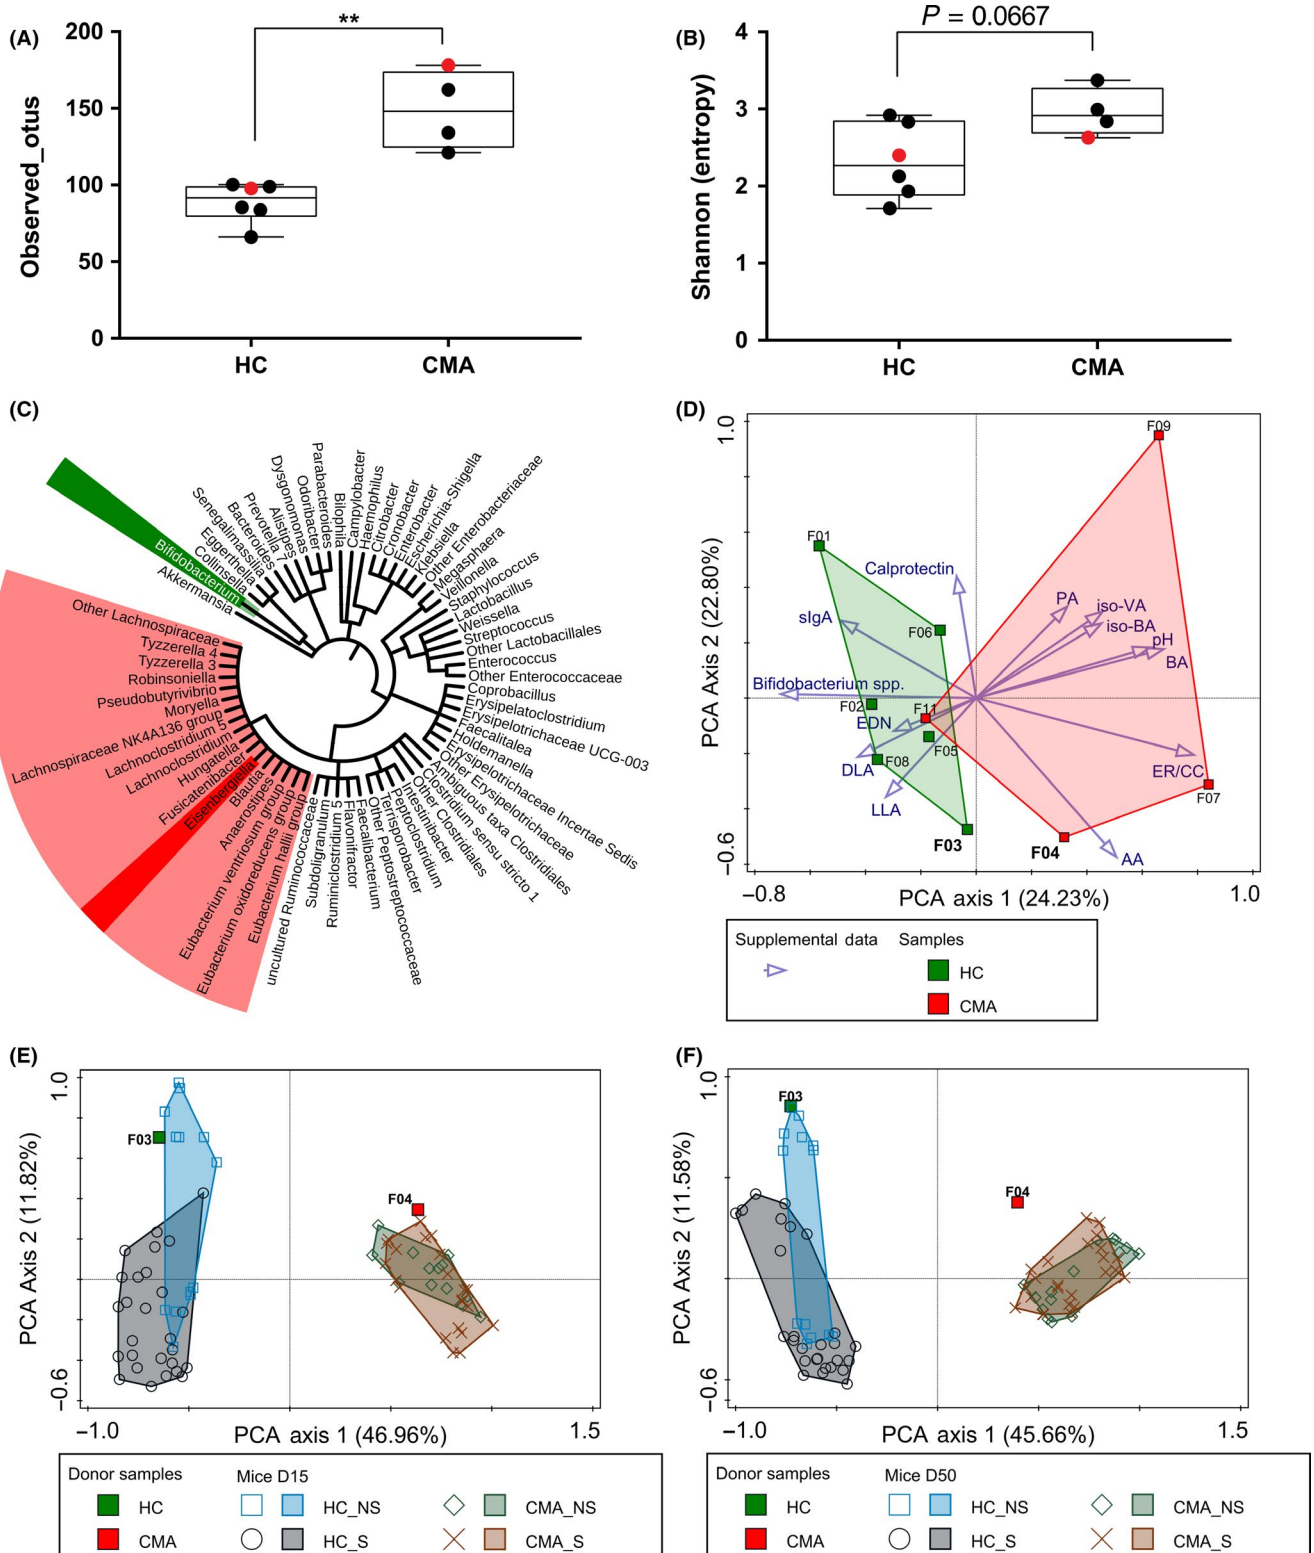 (A)
**
200
150
100
50
0
Observed_otus
HC
CMA
(B)
P = 0.0667
4
3
2
1
0
Shannon (entropy)
HC
CMA
(C)
Akkermansia
Bifidobacterium
Collinsella
Eggerthella
Senegalimassilia
Bacteroides
Prevotella 7
Alistipes
Dysgonomonas
Odoribacter
Parabacteroides
Bilophila
Campylobacter
Haemophilus
Citrobacter
Cronobacter
Enterobacter
Escherichia-Shigella
Klebsiella
Other Enterobacteriaceae
Megasphaera
Veillonella
Staphylococcus
Lactobacillus
Weissella
Streptococcus
Other Lactobacillales
Enterococcus
Other Enterococcaceae
Coprobacillus
Erysipelatoclostridium
Erysipelotrichaceae UCG-003
Faecalitalea
Holdemanella
Erysipelotrichaceae Incertae Sedis
Other Erysipelotrichaceae
Ambiguous taxa Clostridiales
Clostridium sensu stricto 1
Other Clostridiales
Intestinibacter
Peptoclostridium
Terrisporobacter
Other Peptostreptococcaceae
Faecalibacterium
Flavonifractor
Ruminiclostridium 5
Subdoligranulum
uncultured Ruminococcaceae
Eubacterium hallii group
Eubacterium oxidoreducens group
Eubacterium ventriosum group
Anaerostipes
Blautia
Eisenbergiella
Fusicatenibacter
Hungatella
Lachnoclostridium
Lachnoclostridium 5
Lachnospiraceae NK4A136 group
Moryella
Pseudobutyrivibrio
Robinsoniella
Tyzzerella 3
Tyzzerella 4
Other Lachnospiraceae
(D)
1.0
−0.6
PCA Axis 2 (22.80%)
F09
F01
Calprotectin
PA
iso-VA
iso-BA
sIgA
F06
pH
BA
Bifidobacterium spp.
F02
F11
EDN
F05
DLA
F08
ER/CC
F07
LLA
F03
F04
AA
−0.8
PCA axis 1 (24.23%)
1.0
Supplemental data
Samples
HC
CMA
(E)
1.0
−0.6
PCA Axis 2 (11.82%)
F03
F04
−1.0
PCA axis 1 (46.96%)
1.5
Donor samples
Mice D15
HC
HC_NS
CMA_NS
CMA
HC_S
CMA_S
(F)
1.0
−0.6
PCA Axis 2 (11.58%)
F03
F04
−1.0
PCA axis 1 (45.66%)
1.5
Donor samples
Mice D50
HC
HC_NS
CMA_NS
CMA
HC_S
CMA_S